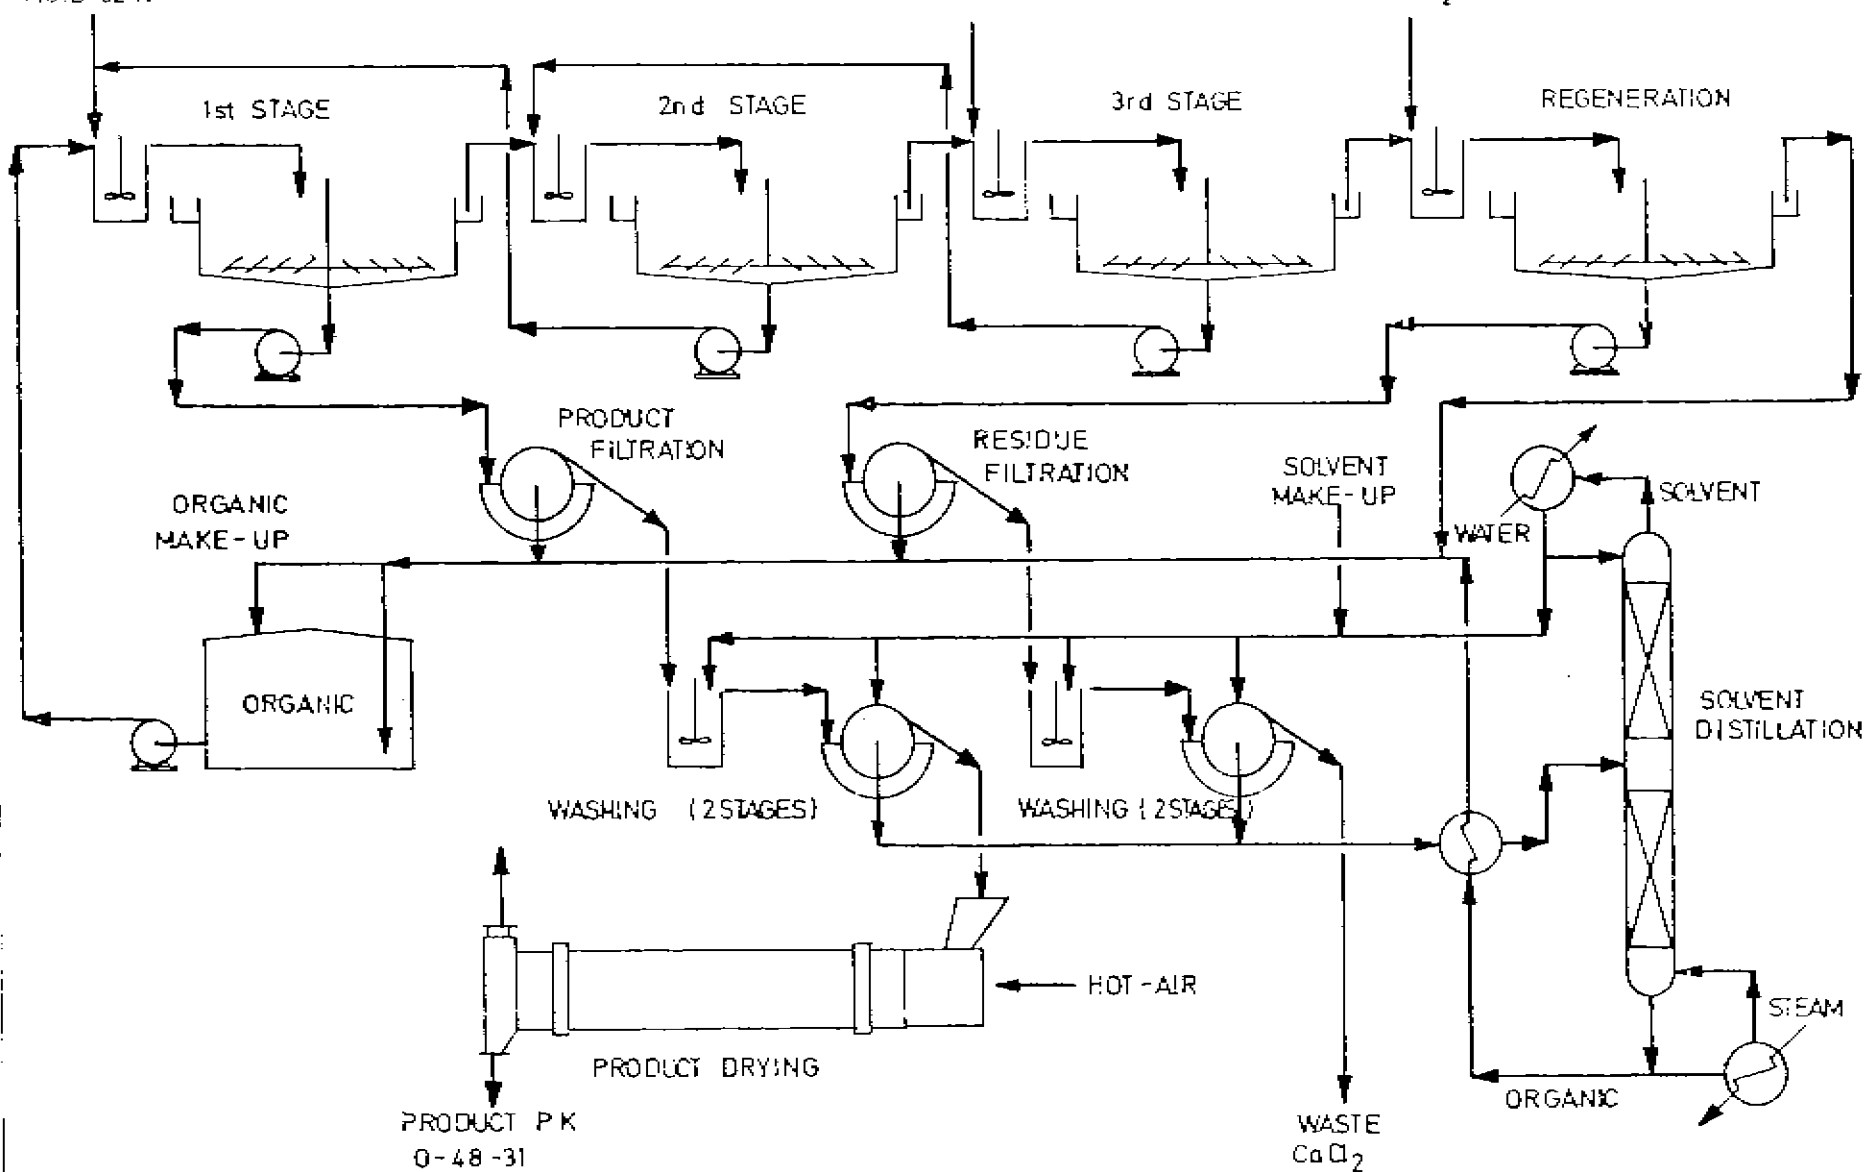 1st STAGE
2nd STAGE
3rd STAGE
REGENERATION
PRODUCT
FILTRATION
RESIDUE
FILTRATION
SOLVENT
MAKE-UP
SOLVENT
WATER
ORGANIC
MAKE-UP
ORGANIC
SOLVENT
DISTILLATION
WASHING (2 STAGES)
WASHING (2 STAGES)
HOT-AIR
STEAM
PRODUCT DRYING
ORGANIC
PRODUCT P K
0-48-31
WASTE
CaCl2